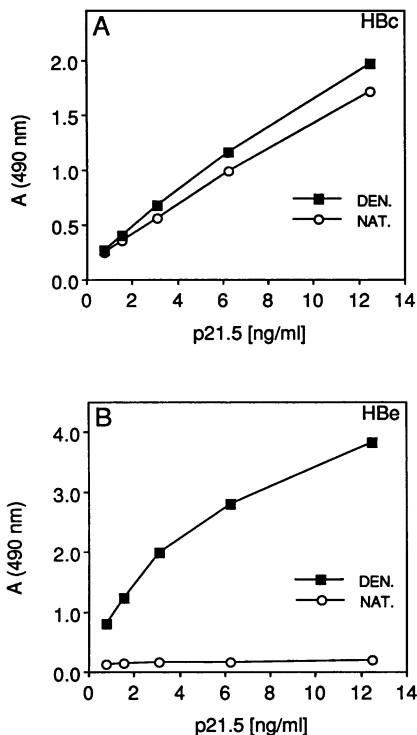 A HBc
A (490 nm)
2.0
1.5
1.0
0.5
0.0
DEN.
NAT.
0 2 4 6 8 10 12 14
p21.5 [ng/ml]
B HBe
A (490 nm)
4.0
3.0
2.0
1.0
0.0
DEN.
NAT.
0 2 4 6 8 10 12 14
p21.5 [ng/ml]